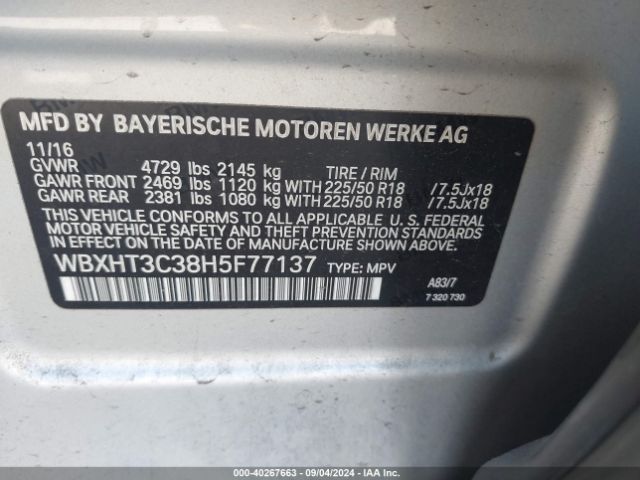 MFD BY BAYERISCHE MOTOREN WERKE AG
11/16
GVWR 4729 lbs 2145 kg TIRE / RIM
GAWR FRONT 2469 lbs 1120 kg WITH 225/50 R18 /7.5Jx18
GAWR REAR 2381 lbs 1080 kg WITH 225/50 R18 /7.5Jx18
THIS VEHICLE CONFORMS TO ALL APPLICABLE U. S. FEDERAL
MOTOR VEHICLE SAFETY AND THEFT PREVENTION STANDARDS
IN EFFECT ON THE DATE OF MANUFACTURE SHOWN ABOVE.
WBXHT3C38H5F77137 TYPE: MPV
A83/7
7 320 730
000-40267663 - 09/04/2024 - IAA Inc.